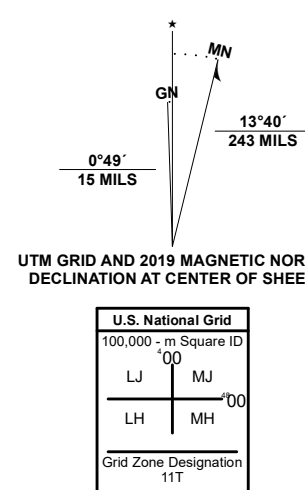 ★
MN
GN
13°40´
243 MILS
0°49´
15 MILS
UTM GRID AND 2019 MAGNETIC NOR
DECLINATION AT CENTER OF SHEE
U.S. National Grid
100,000 - m Square ID
⁴00
LJ MJ
⁴⁸00
LH MH
Grid Zone Designation
11T